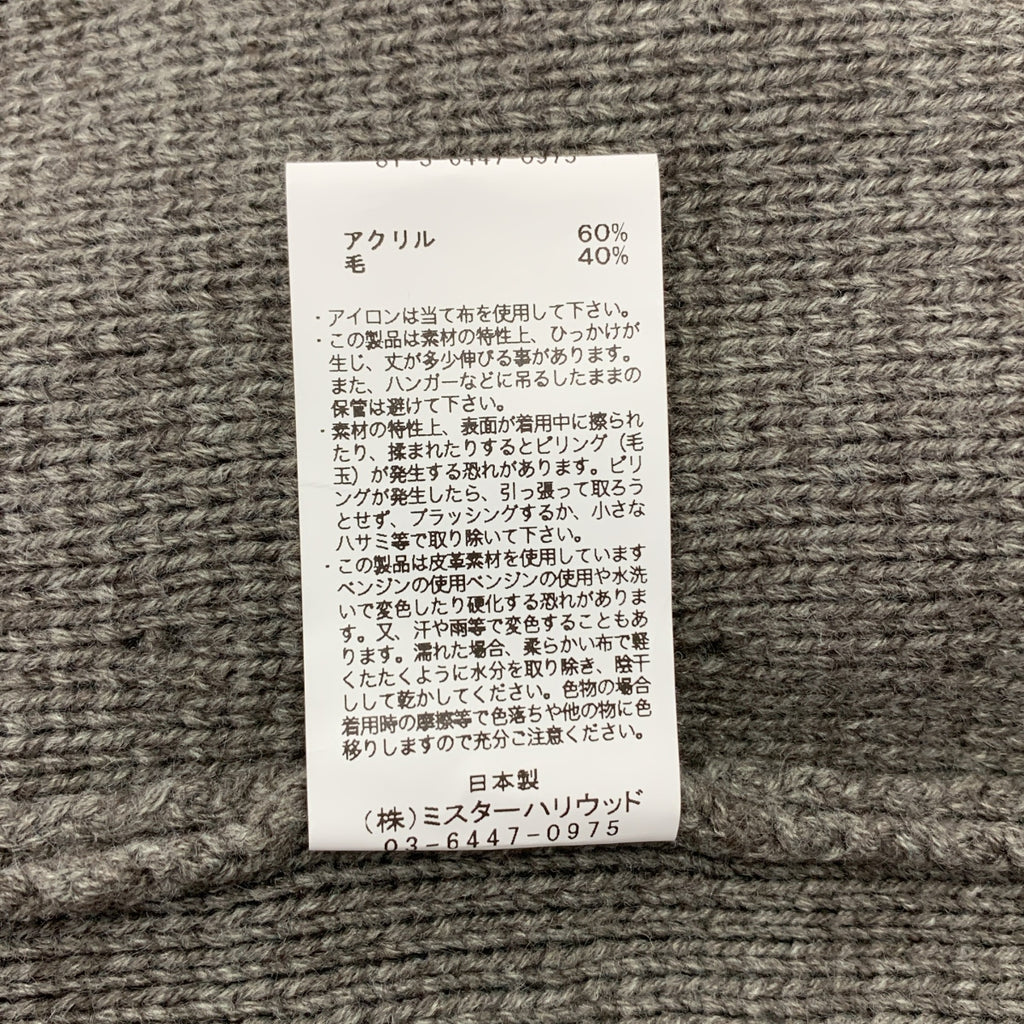 81-3-6447-0975
アクリル 60%
毛 40%
・アイロンは当て布を使用して下さい。
・この製品は素材の特性上、ひっかけが
生じ、丈が多少伸びる事があります。
また、ハンガーなどに吊るしたままの
保管は避けて下さい。
・素材の特性上、表面が着用中に擦られ
たり、揉まれたりするとピリング（毛
玉）が発生する恐れがあります。ピリ
ングが発生したら、引っ張って取ろう
とせず、ブラッシングするか、小さな
ハサミ等で取り除いて下さい。
・この製品は皮革素材を使用しています
ベンジンの使用ベンジンの使用や水洗
いで変色したり硬化する恐れがありま
す。又、汗や雨等で変色することもあ
ります。濡れた場合、柔らかい布で軽
くたたくように水分を取り除き、陰干
しして乾かしてください。色物の場合
着用時の摩擦等で色落ちや他の物に色
移りしますので充分ご注意ください。
日本製
（株）ミスターハリウッド
03-6447-0975